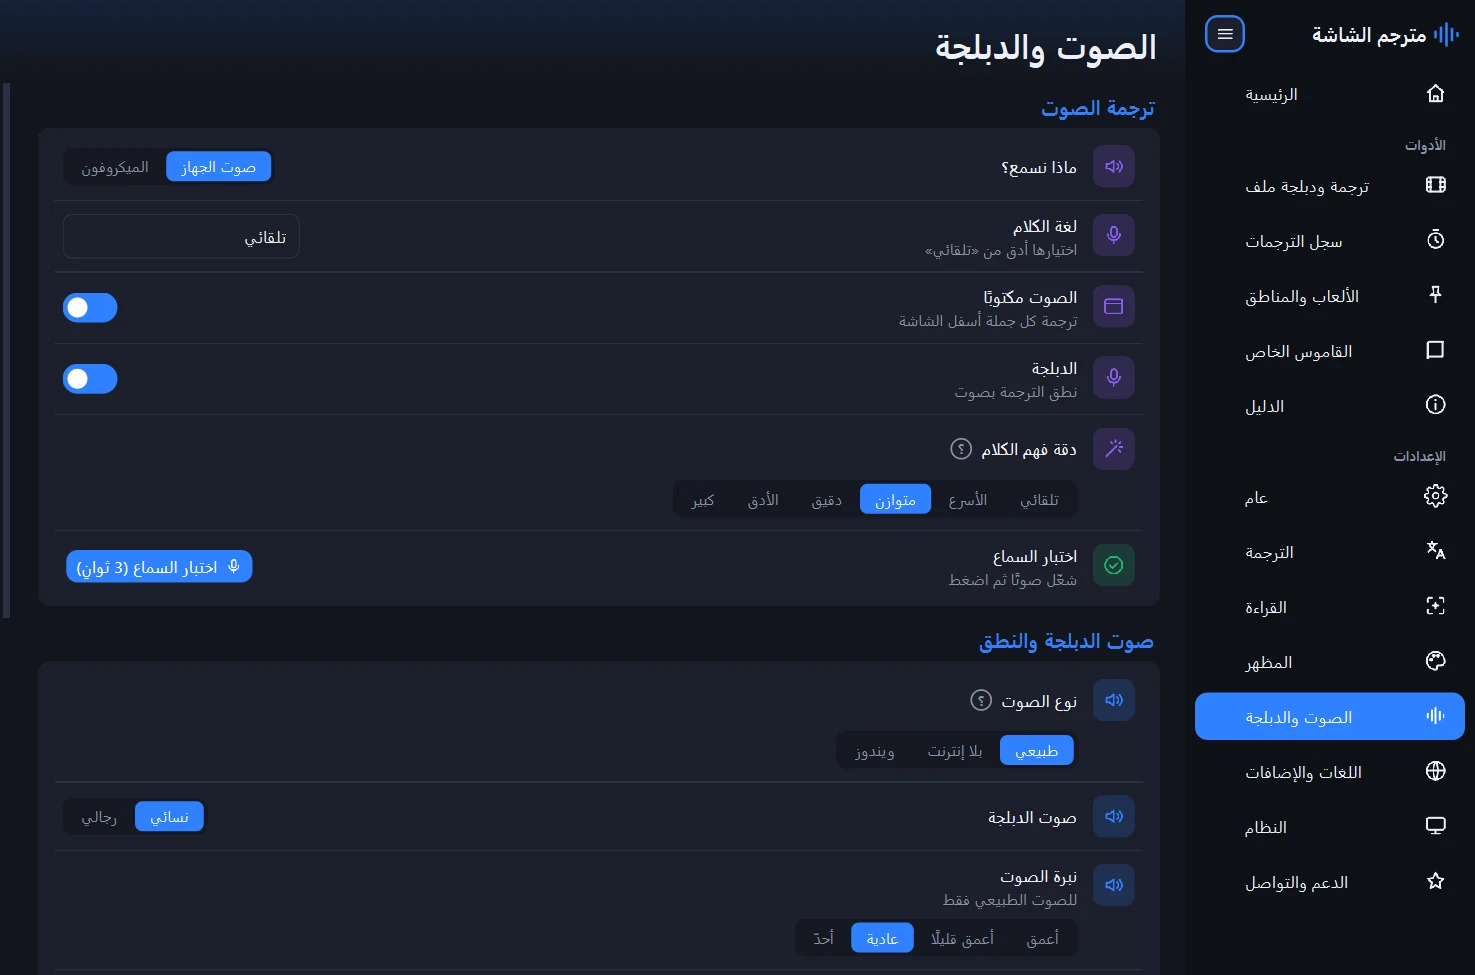 مترجم الشاشة
الرئيسية
الأدوات
ترجمة ودبلجة ملف
سجل الترجمات
الألعاب والمناطق
القاموس الخاص
الدليل
الإعدادات
عام
الترجمة
القراءة
المظهر
الصوت والدبلجة
اللغات والإضافات
النظام
الدعم والتواصل
الصوت والدبلجة
ترجمة الصوت
ماذا نسمع؟
صوت الجهاز الميكروفون
لغة الكلام
اختيارها أدق من «تلقائي»
تلقائي
الصوت مكتوبًا
ترجمة كل جملة أسفل الشاشة
الدبلجة
نطق الترجمة بصوت
دقة فهم الكلام ؟
تلقائي الأسرع متوازن دقيق الأدق كبير
اختبار السماع
شغّل صوتًا ثم اضغط
اختبار السماع (3 ثوانٍ)
صوت الدبلجة والنطق
نوع الصوت ؟
طبيعي بلا إنترنت ويندوز
صوت الدبلجة
نسائي رجالي
نبرة الصوت
للصوت الطبيعي فقط
أعمق أعمق قليلًا عادية أحدّ